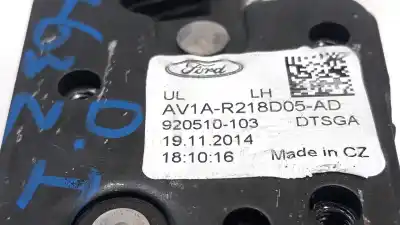 Ford
UL LH
AV1A-R218D05-AD
920510-103 DTSGA
19.11.2014
18:10:16 Made in CZ